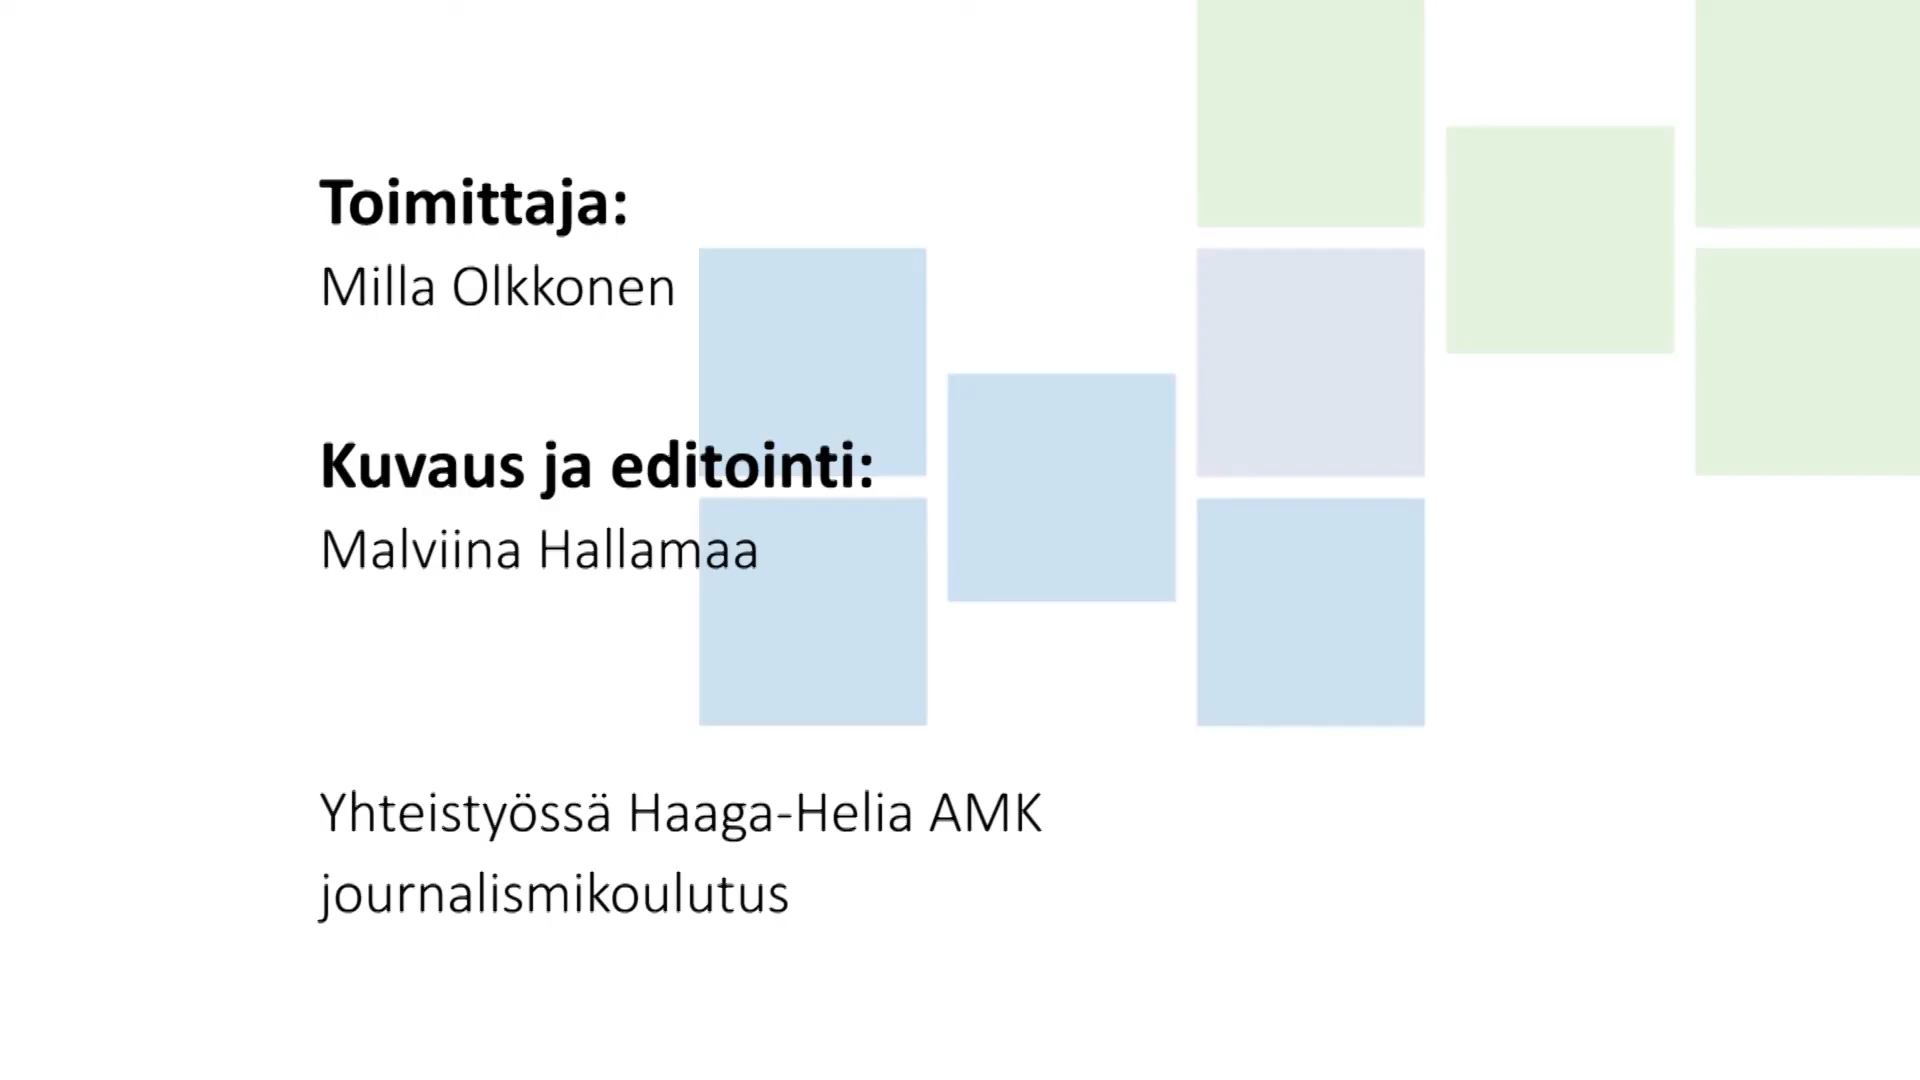 Toimittaja:
Milla Olkkonen
Kuvaus ja editointi:
Malviina Hallamaa
Yhteistyössä Haaga-Helia AMK
journalismikoulutus